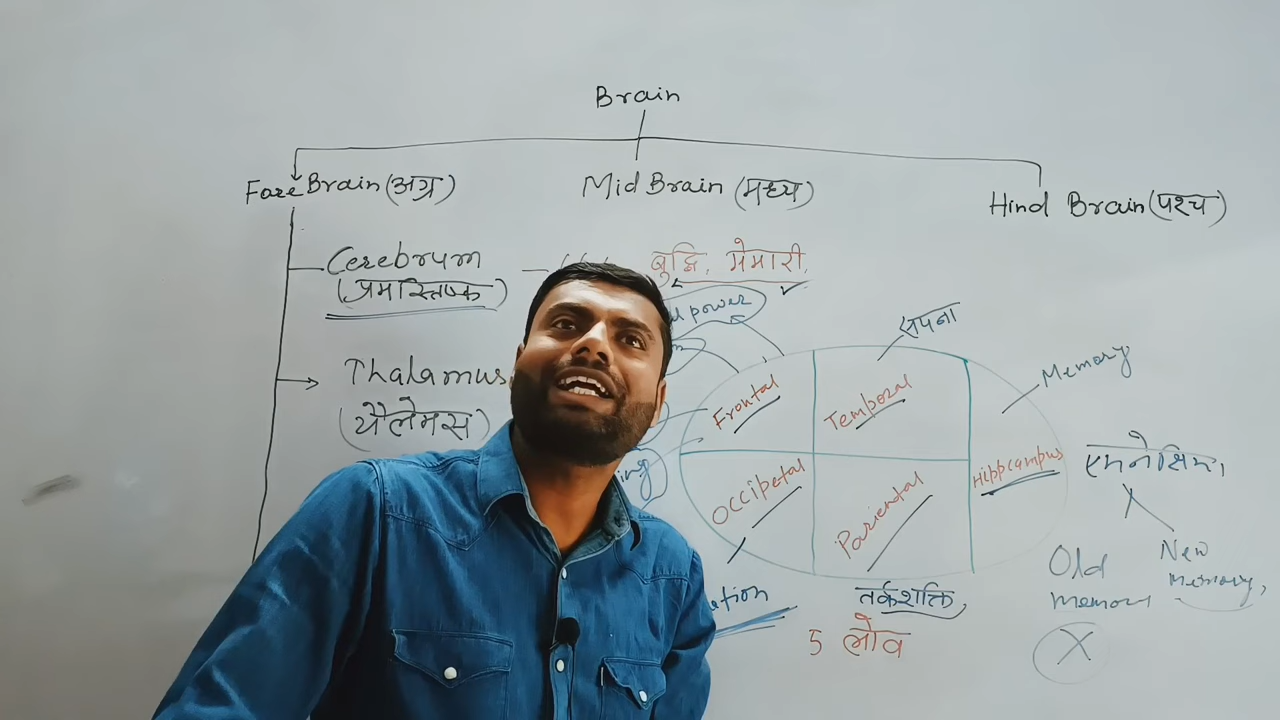 Brain
Fore Brain (अग्र)
Mid Brain (मध्य)
Hind Brain (पश्च)
Cerebrum
(प्रमस्तिष्क)
बुद्धि, मेमारी,
power
Thalamus
(थैलेमस)
Frontal
Temporal
सपना
Memory
Hippcampus
Occipetal
Pariental
एमनेसिया,
Old
Memory
New
Memory,
तर्कशक्ति,
5 लोव